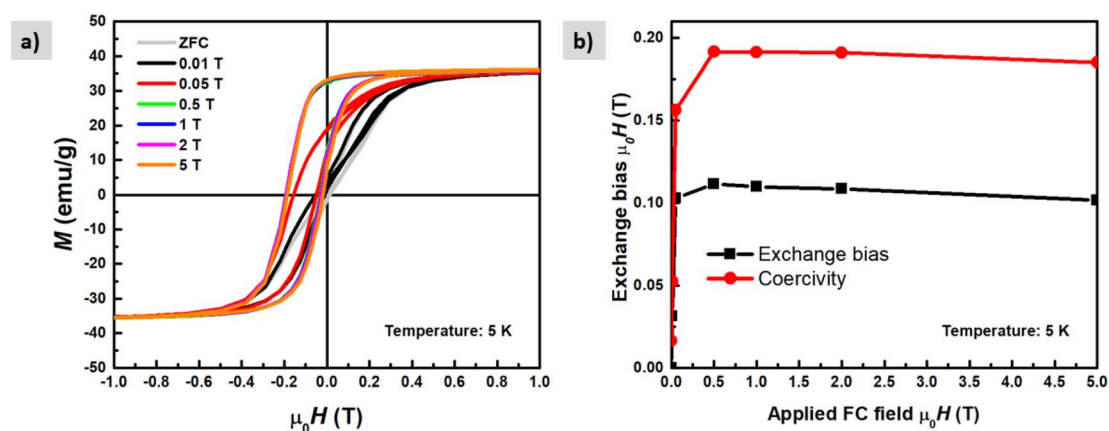 a)
50
40
30
20
10
0
-10
-20
-30
-40
-50
M (emu/g)
ZFC
0.01 T
0.05 T
0.5 T
1 T
2 T
5 T
Temperature: 5 K
-1.0 -0.8 -0.6 -0.4 -0.2 0.0 0.2 0.4 0.6 0.8 1.0
μ₀H (T)
b)
0.20
0.15
0.10
0.05
0.00
Exchange bias μ₀H (T)
Exchange bias
Coercivity
Temperature: 5 K
0.0 0.5 1.0 1.5 2.0 2.5 3.0 3.5 4.0 4.5 5.0
Applied FC field μ₀H (T)